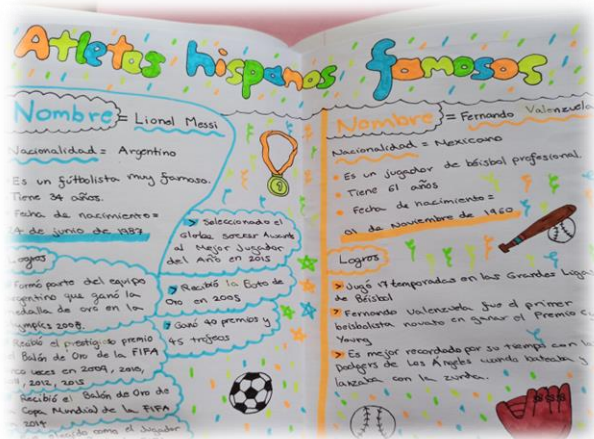 Atletas hispanos famosos
Nombre = Lionel Messi
Nacionalidad = Argentino
Es un fútbolista muy famoso.
Tiene 34 años.
Fecha de nacimiento =
4 de junio de 1987
Logros
Formó parte del equipo
argentino que ganó la
medalla de oro en la
Olympics 2008.
Recibió el prestigioso premio
Balón de Oro de la FIFA
veces en 2009, 2010,
2012, 2015
Recibió el Balón de Oro de
Copa Mundial de la FIFA
2014
como el Jugador
> Seleccionado el
Globe Soccer Awards
al Mejor Jugador
del Año en 2015
> Recibió la Bota de
Oro en 2005
> Ganó 40 premios y
45 trofeos
Nombre = Fernando Valenzuela
Nacionalidad = Mexicano
• Es un jugador de béisbol profesional.
• Tiene 61 años
• Fecha de nacimiento =
01 de Noviembre de 1960
Logros
> Jugó 17 temporadas en las Grandes Ligas
de Béisbol
> Fernando Valenzuela fue el primer
beisbolista novato en ganar el Premio
Young
> Es mejor recordado por su tiempo con
Dodgers de Los Ángeles cuando bateaba y
lanzaba con la zurda.